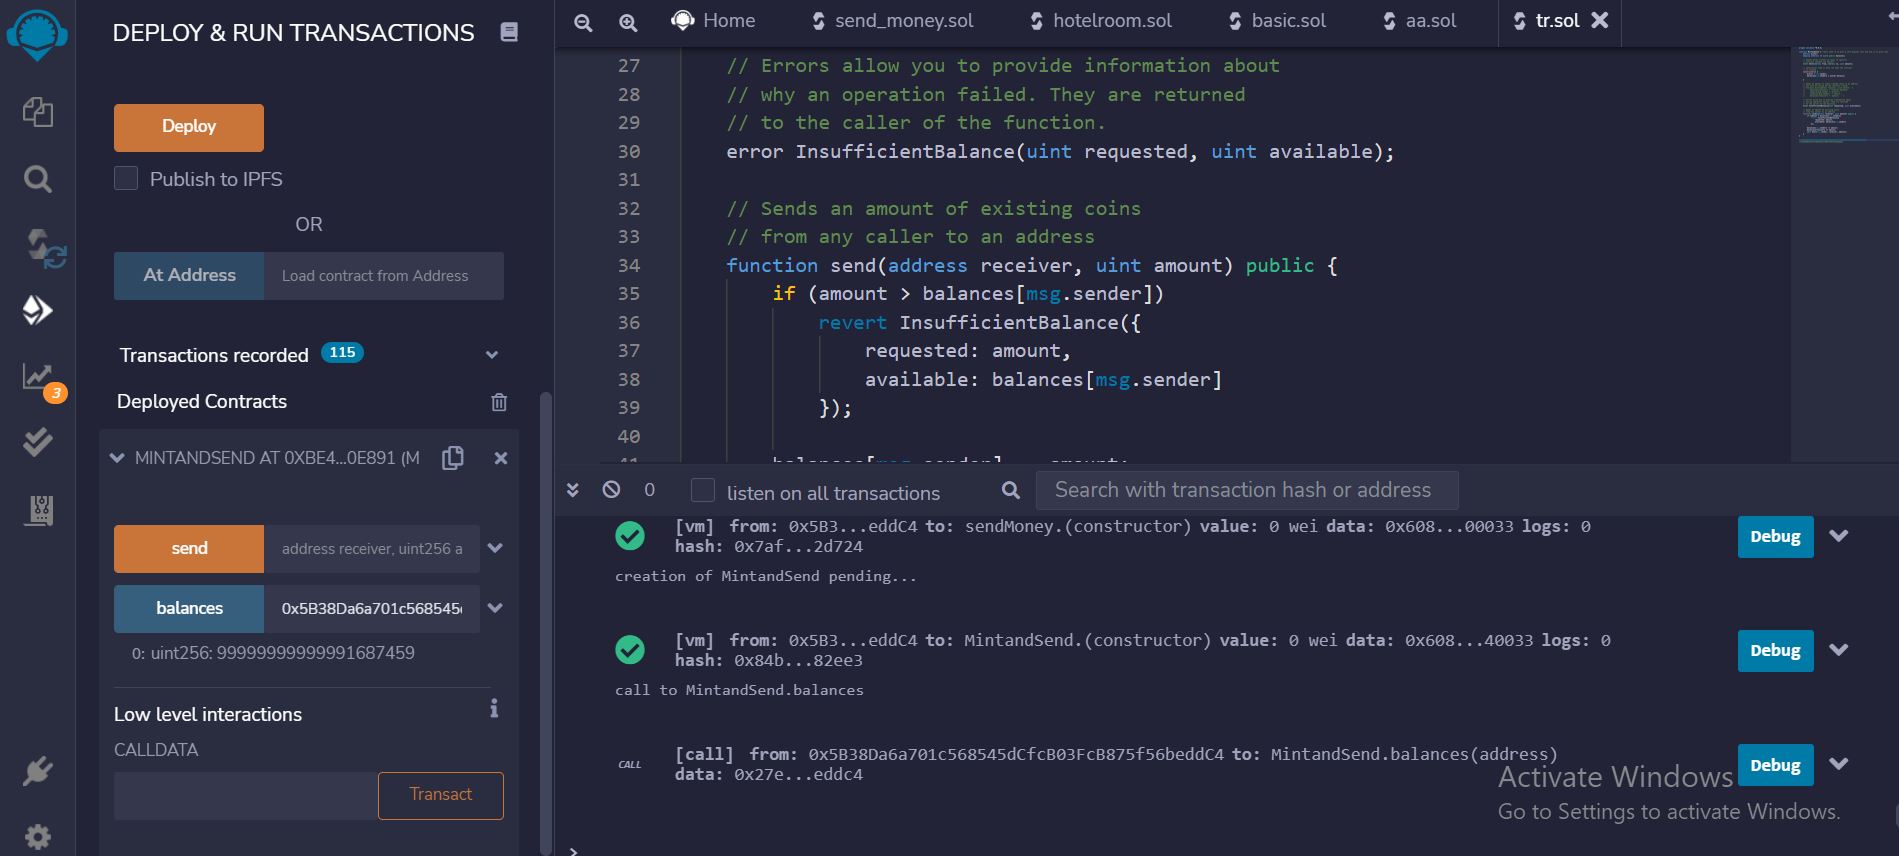 DEPLOY & RUN TRANSACTIONS
Deploy
Publish to IPFS
OR
At Address
Load contract from Address
Transactions recorded 115
3
Deployed Contracts
MINTANDSEND AT 0XBE4...0E891 (M
send
address receiver, uint256 a
balances
0x5B38Da6a701c568545
0: uint256: 99999999999991687459
Low level interactions
i
CALLDATA
Transact
Home
send_money.sol
hotelroom.sol
basic.sol
aa.sol
tr.sol
27 // Errors allow you to provide information about
28 // why an operation failed. They are returned
29 // to the caller of the function.
30 error InsufficientBalance(uint requested, uint available);
31
32 // Sends an amount of existing coins
33 // from any caller to an address
34 function send(address receiver, uint amount) public {
35 if (amount > balances[msg.sender])
36 revert InsufficientBalance({
37 requested: amount,
38 available: balances[msg.sender]
39 });
40
0
listen on all transactions
Search with transaction hash or address
[vm] from: 0x5B3...eddC4 to: sendMoney.(constructor) value: 0 wei data: 0x608...00033 logs: 0
hash: 0x7af...2d724
Debug
creation of MintandSend pending...
[vm] from: 0x5B3...eddC4 to: MintandSend.(constructor) value: 0 wei data: 0x608...40033 logs: 0
hash: 0x84b...82ee3
Debug
call to MintandSend.balances
CALL
[call] from: 0x5B38Da6a701c568545dCfcB03FcB875f56beddC4 to: MintandSend.balances(address)
data: 0x27e...eddc4
Debug
Activate Windows
Go to Settings to activate Windows.
>